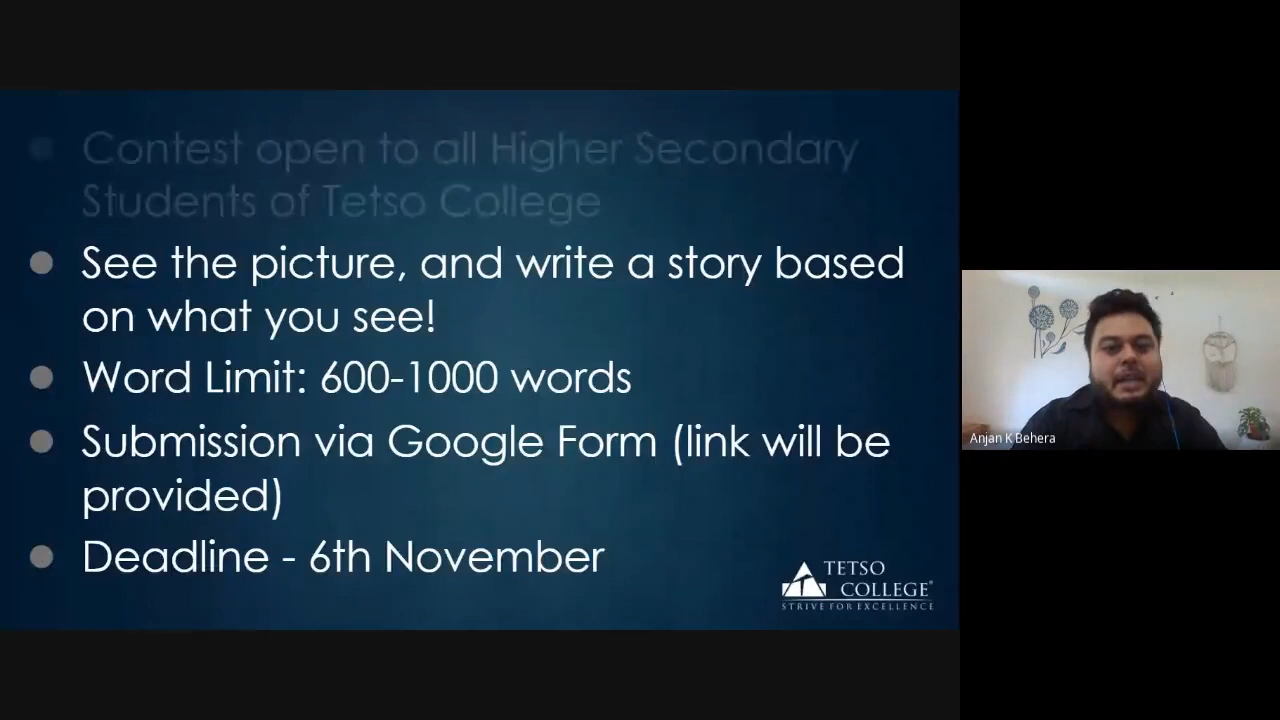 Contest open to all Higher Secondary
Students of Tetso College
See the picture, and write a story based
on what you see!
Word Limit: 600-1000 words
Submission via Google Form (link will be
provided)
Deadline - 6th November
TETSO
COLLEGE®
STRIVE FOR EXCELLENCE
Anjan K Behera